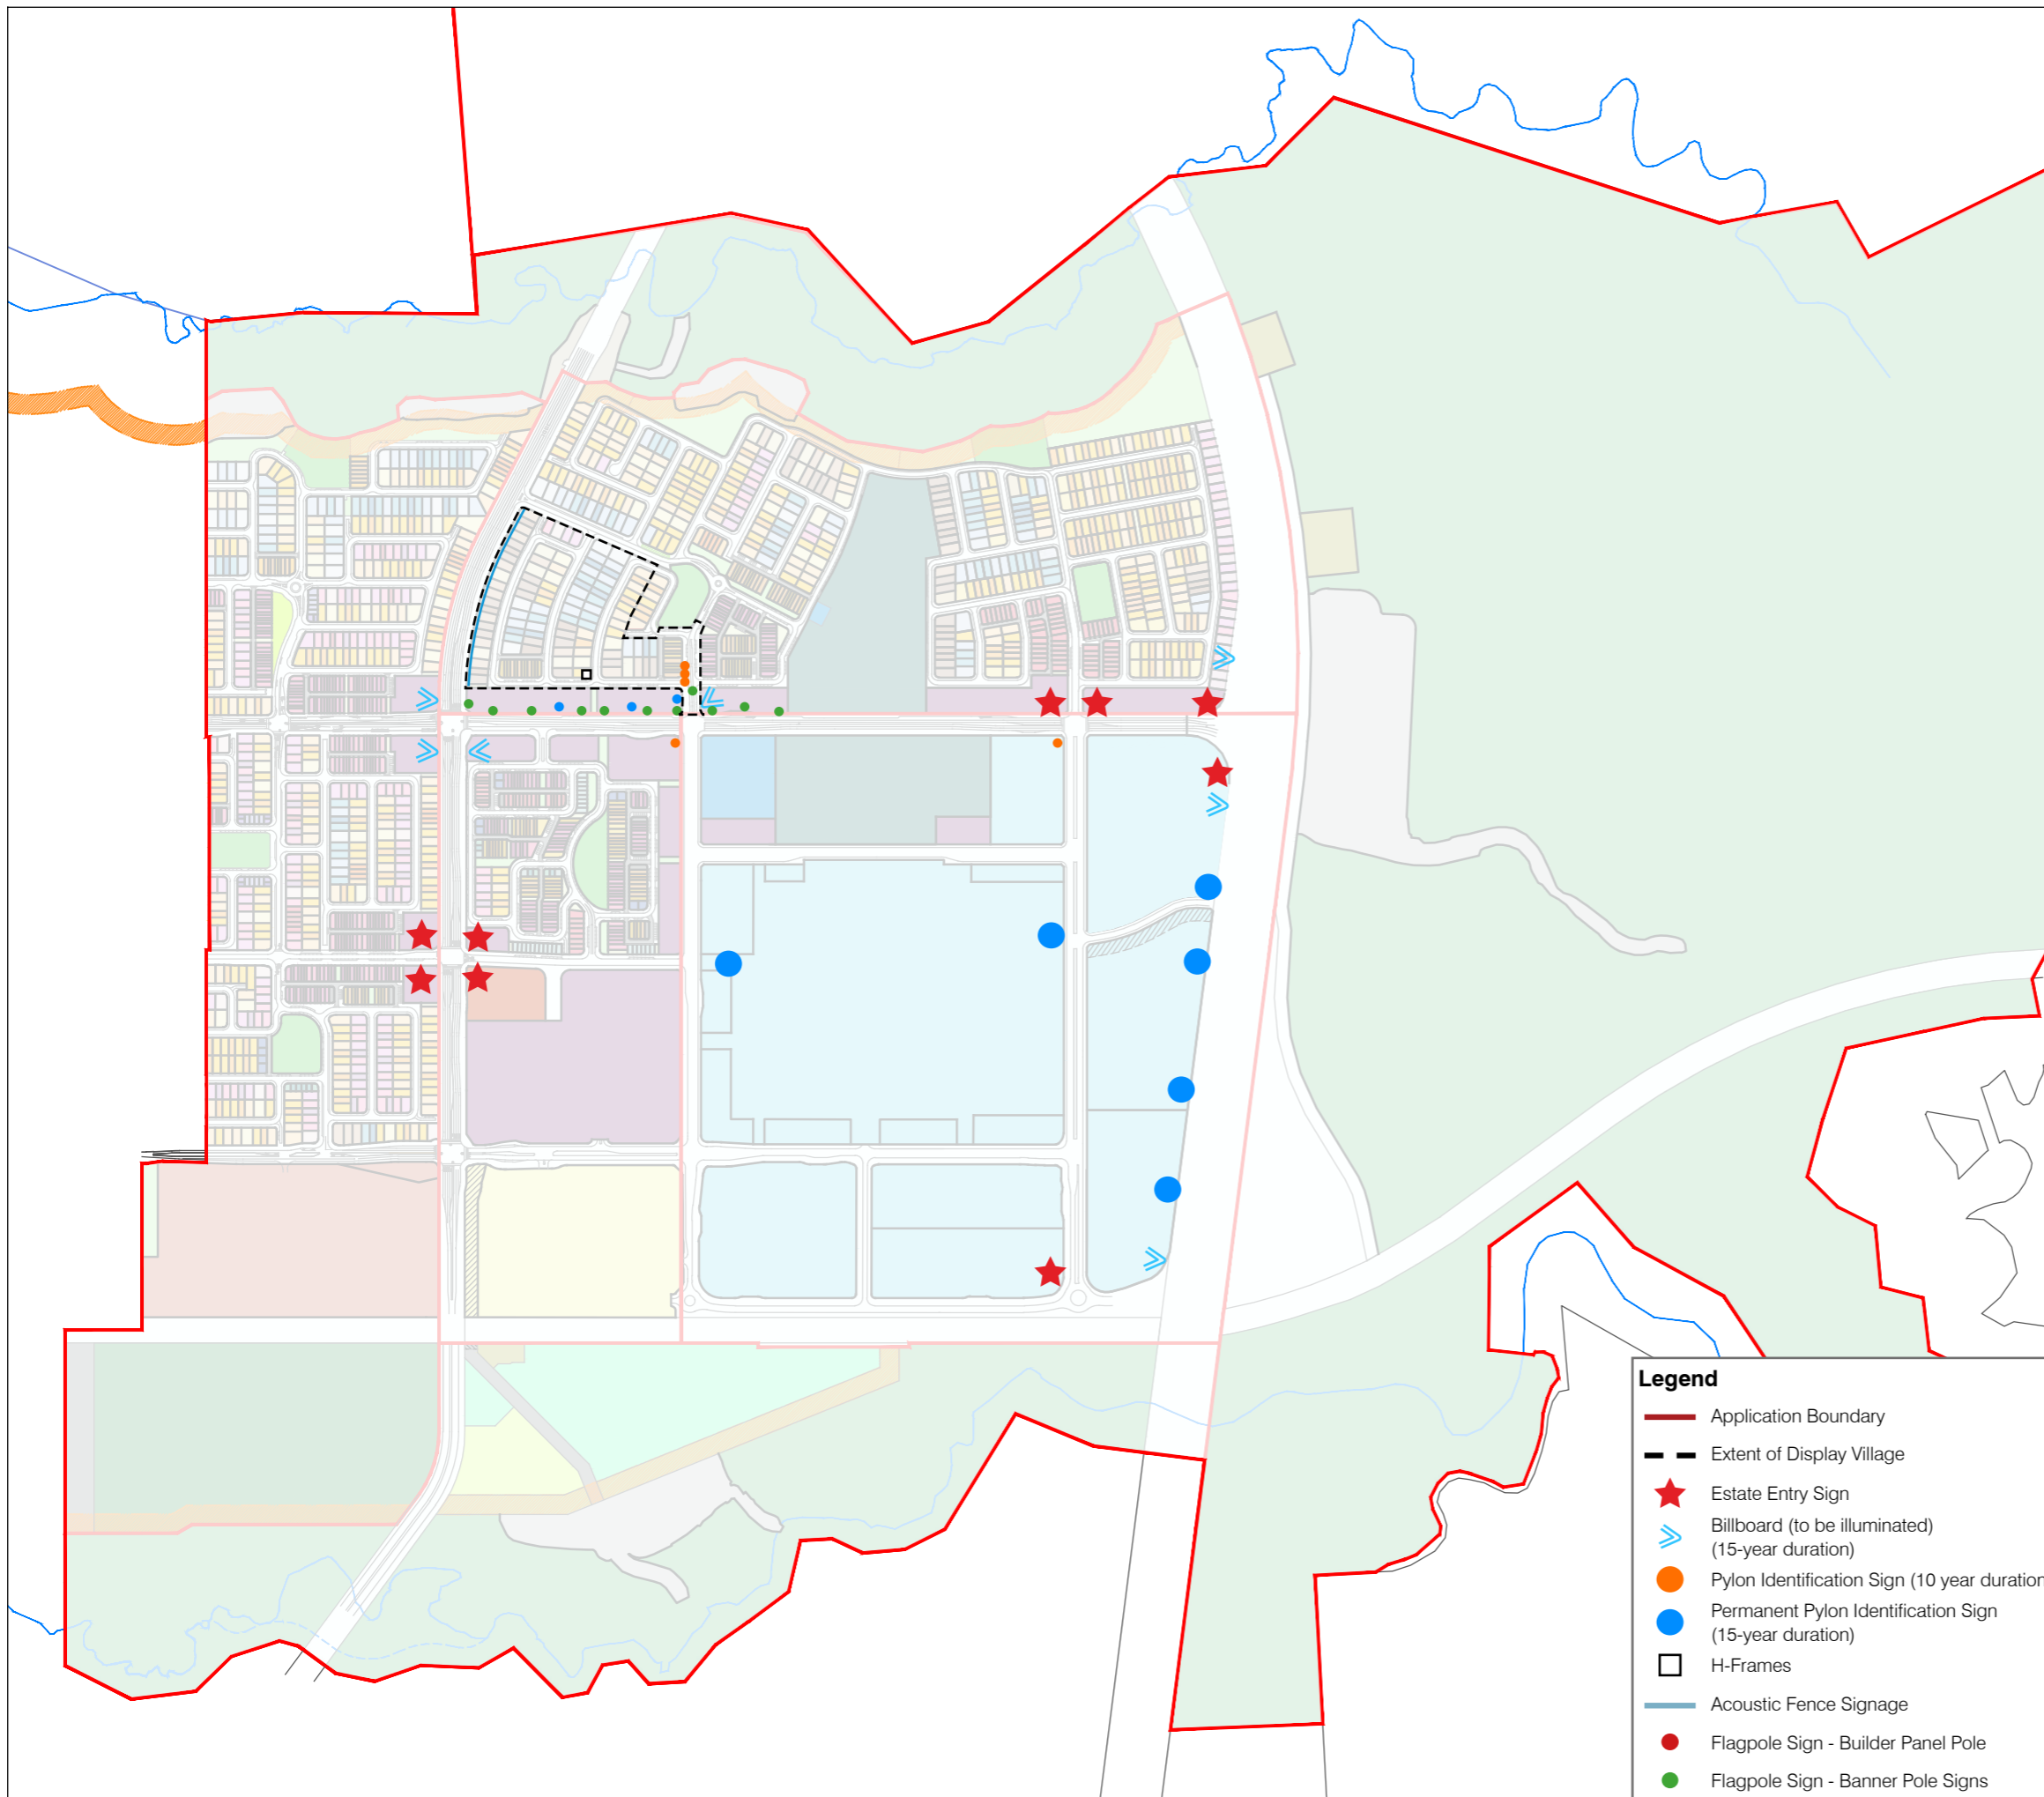 Legend
Application Boundary
Extent of Display Village
Estate Entry Sign
Billboard (to be illuminated)
(15-year duration)
Pylon Identification Sign (10 year duration
Permanent Pylon Identification Sign
(15-year duration)
H-Frames
Acoustic Fence Signage
Flagpole Sign - Builder Panel Pole
Flagpole Sign - Banner Pole Signs